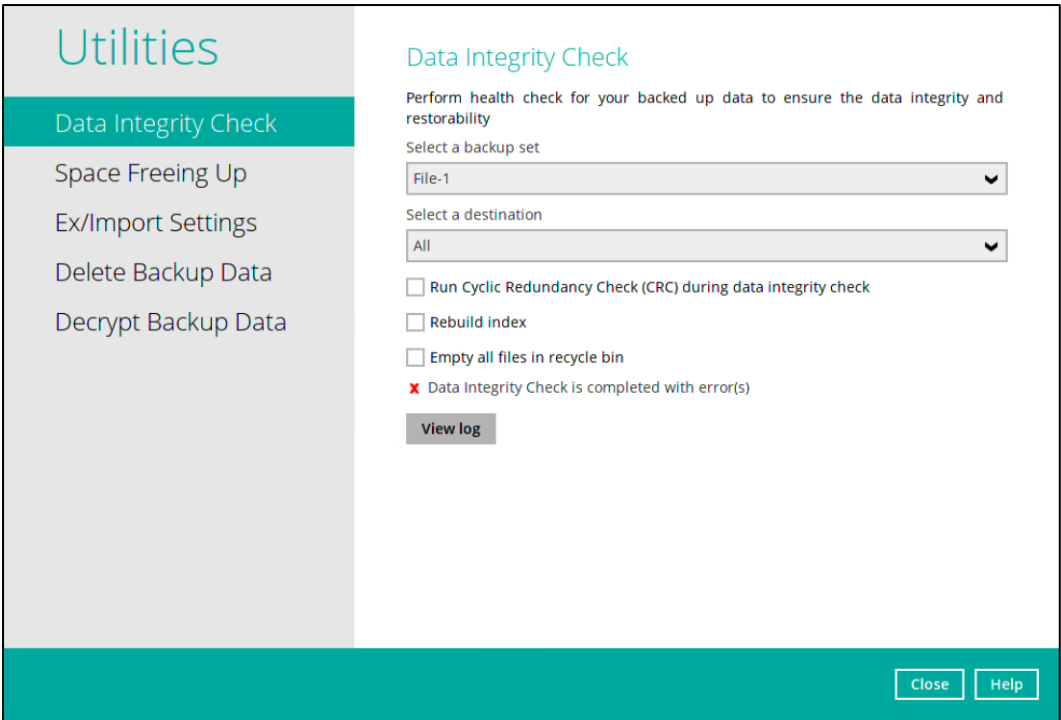 Utilities
Data Integrity Check
Space Freeing Up
Ex/Import Settings
Delete Backup Data
Decrypt Backup Data
Data Integrity Check
Perform health check for your backed up data to ensure the data integrity and
restorability
Select a backup set
File-1
Select a destination
All
Run Cyclic Redundancy Check (CRC) during data integrity check
Rebuild index
Empty all files in recycle bin
x Data Integrity Check is completed with error(s)
View log
Close
Help